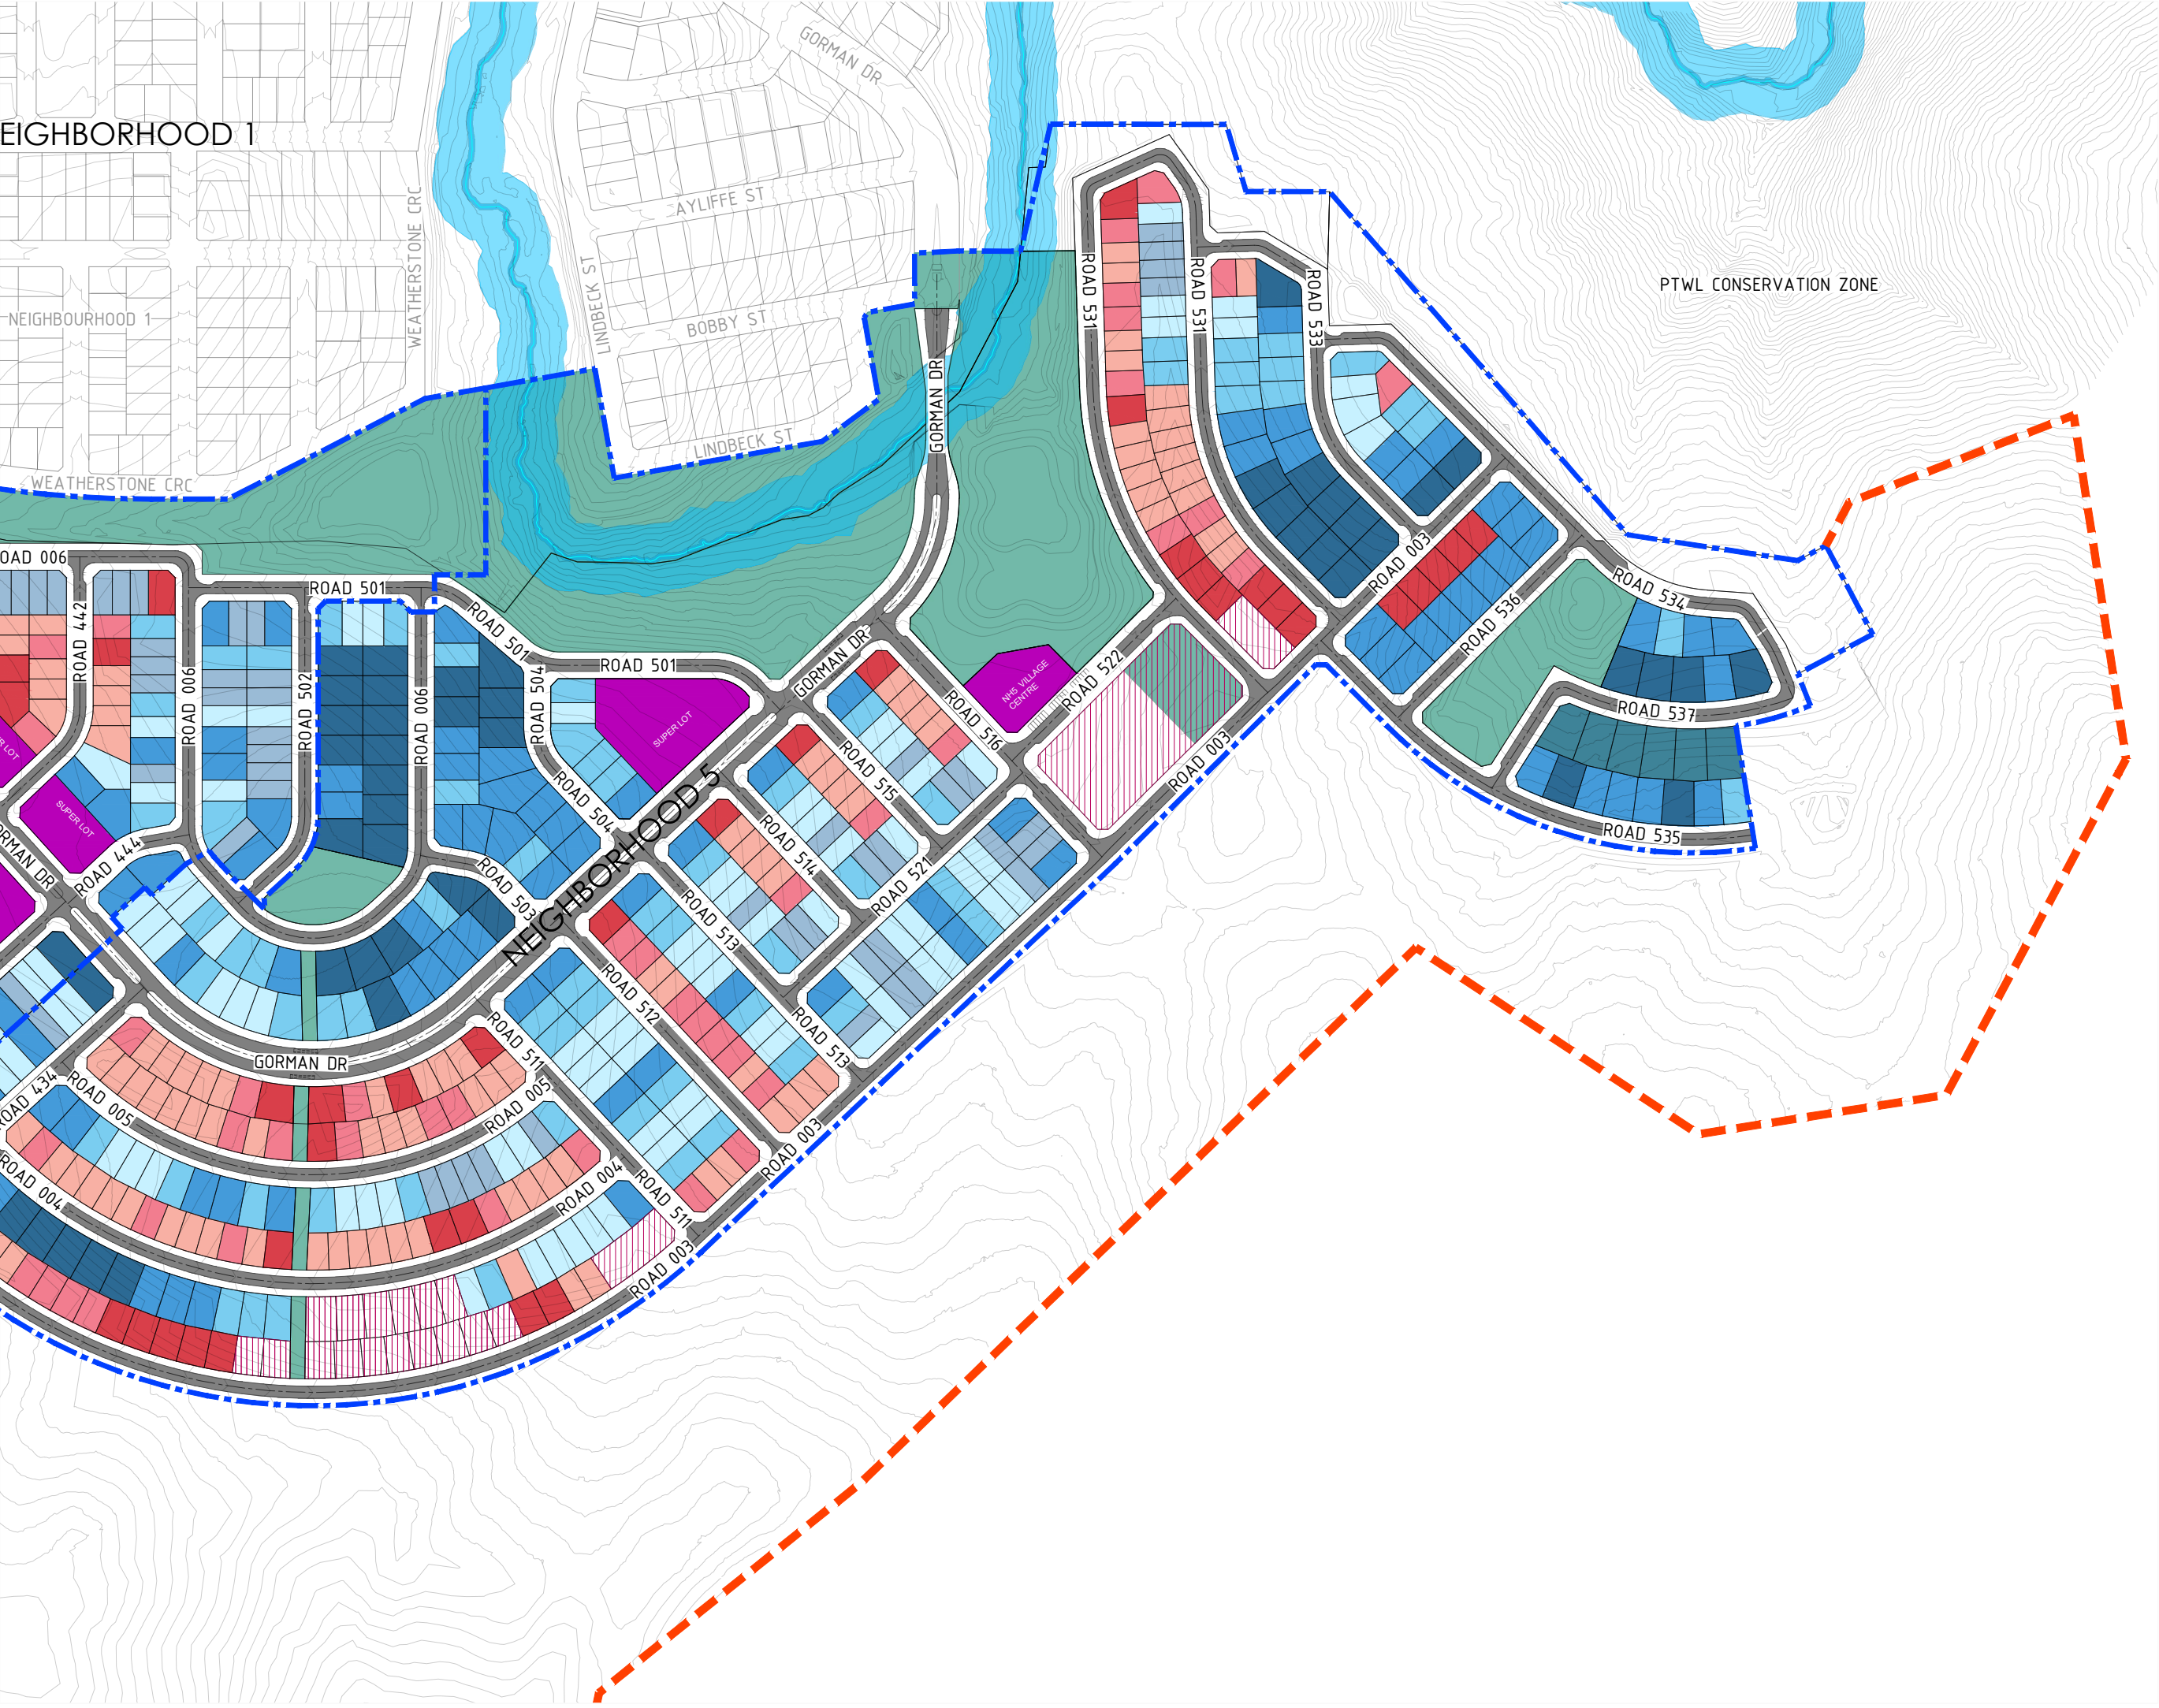 GORMAN DR
EIGHBORHOOD 1
AYLIFFE ST
WEATHERSTONE CRC
LINDBECK ST
PTWL CONSERVATION ZONE
NEIGHBOURHOOD 1
BOBBY ST
ROAD 531
ROAD 531
ROAD 533
GORMAN DR
LINDBECK ST
WEATHERSTONE CRC
OAD 006
ROAD 501
ROAD 442
ROAD 003
ROAD 534
ROAD 536
ROAD 501
ROAD 501
GORMAN DR
ROAD 522
NH5 VILLAGE
CENTRE
ROAD 006
ROAD 502
ROAD 006
ROAD 504
SUPER LOT
ROAD 516
ROAD 537
R LOT
ROAD 003
ROAD 515
ROAD 504
SUPER LOT
ROAD 535
RMAN DR
ROAD 444
NEIGHBORHOOD 5
ROAD 514
ROAD 521
ROAD 503
ROAD 513
ROAD 512
GORMAN DR
ROAD 511
ROAD 513
OAD 434
ROAD 005
ROAD 005
ROAD 003
ROAD 004
ROAD 004
ROAD 511
ROAD 003